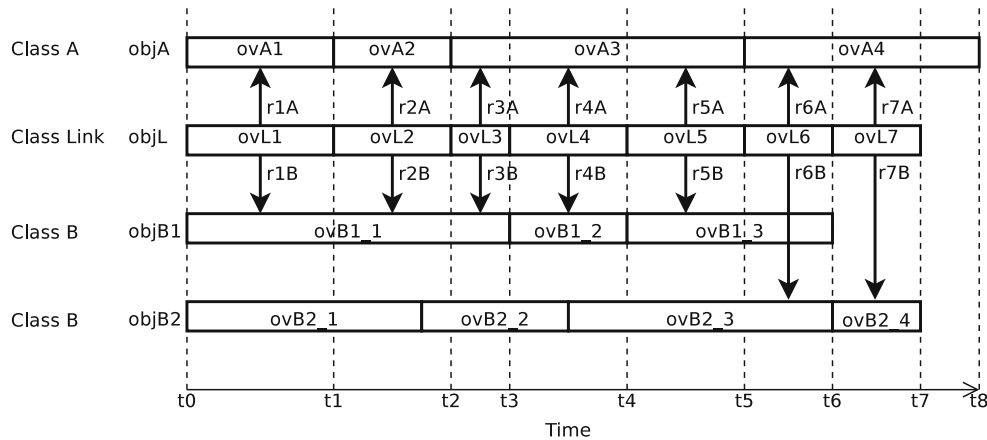 Class A objA ovA1 ovA2 ovA3 ovA4
r1A r2A r3A r4A r5A r6A r7A
Class Link objL ovL1 ovL2 ovL3 ovL4 ovL5 ovL6 ovL7
r1B r2B r3B r4B r5B r6B r7B
Class B objB1 ovB1_1 ovB1_2 ovB1_3
Class B objB2 ovB2_1 ovB2_2 ovB2_3 ovB2_4
t0 t1 t2 t3 t4 t5 t6 t7 t8
Time